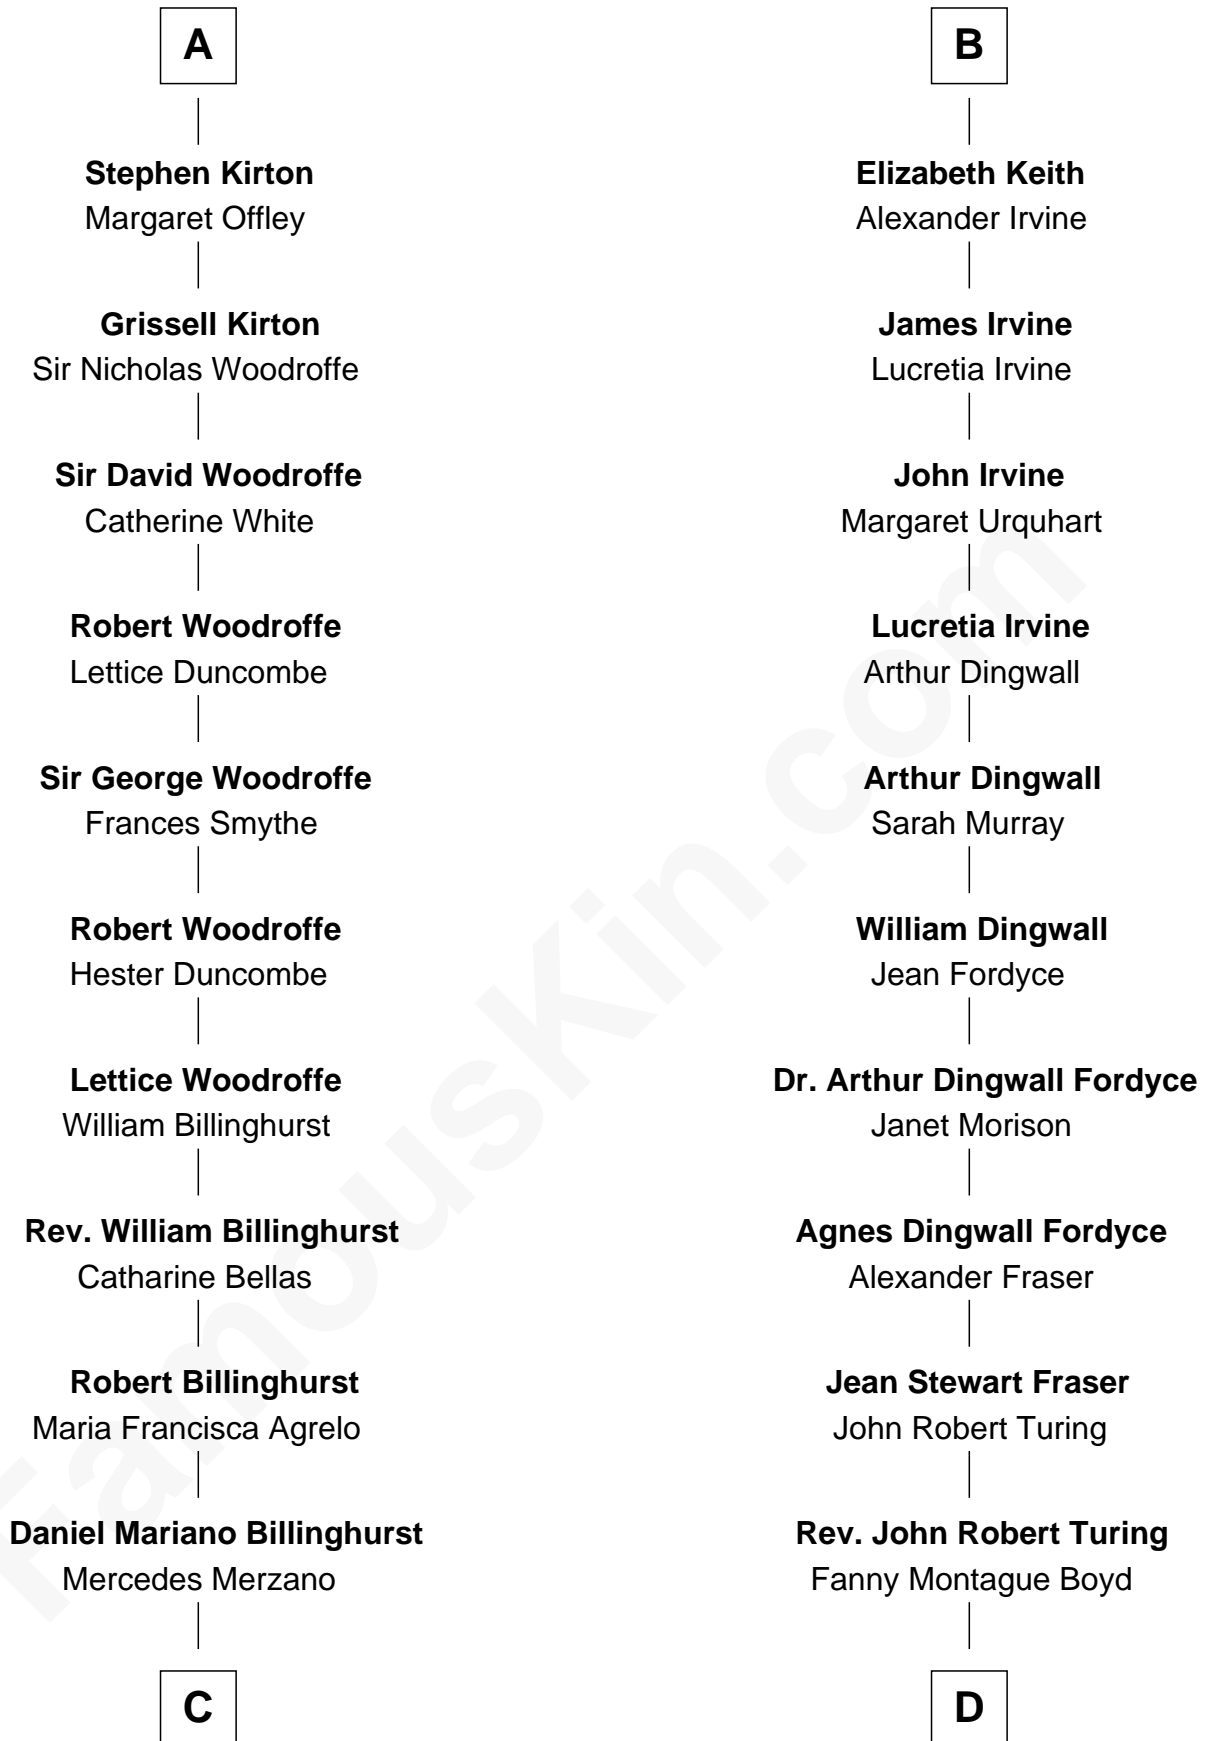 A
Stephen Kirton
Margaret Offley
Grissell Kirton
Sir Nicholas Woodroffe
Sir David Woodroffe
Catherine White
Robert Woodroffe
Lettice Duncombe
Sir George Woodroffe
Frances Smythe
Robert Woodroffe
Hester Duncombe
Lettice Woodroffe
William Billinghurst
Rev. William Billinghurst
Catharine Bellas
Robert Billinghurst
Maria Francisca Agrelo
Daniel Mariano Billinghurst
Mercedes Merzano
C
B
Elizabeth Keith
Alexander Irvine
James Irvine
Lucretia Irvine
John Irvine
Margaret Urquhart
Lucretia Irvine
Arthur Dingwall
Arthur Dingwall
Sarah Murray
William Dingwall
Jean Fordyce
Dr. Arthur Dingwall Fordyce
Janet Morison
Agnes Dingwall Fordyce
Alexander Fraser
Jean Stewart Fraser
John Robert Turing
Rev. John Robert Turing
Fanny Montague Boyd
D
FamousKin.com